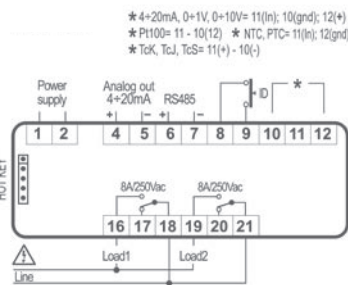 * 4÷20mA, 0÷1V, 0÷10V= 11(In); 10(gnd); 12(+)
* Pt100= 11 - 10(12) * NTC, PTC= 11(In); 12(gnd)
* TcK, TcJ, TcS= 11(+) - 10(-)
Power supply
Analog out 4÷20mA
RS485
ID
*
+ - + -
1 2 4 5 6 7 8 9 10 11 12
HOT KEY
8A/250Vac 8A/250Vac
16 17 18 19 20 21
Load1 Load2
Line